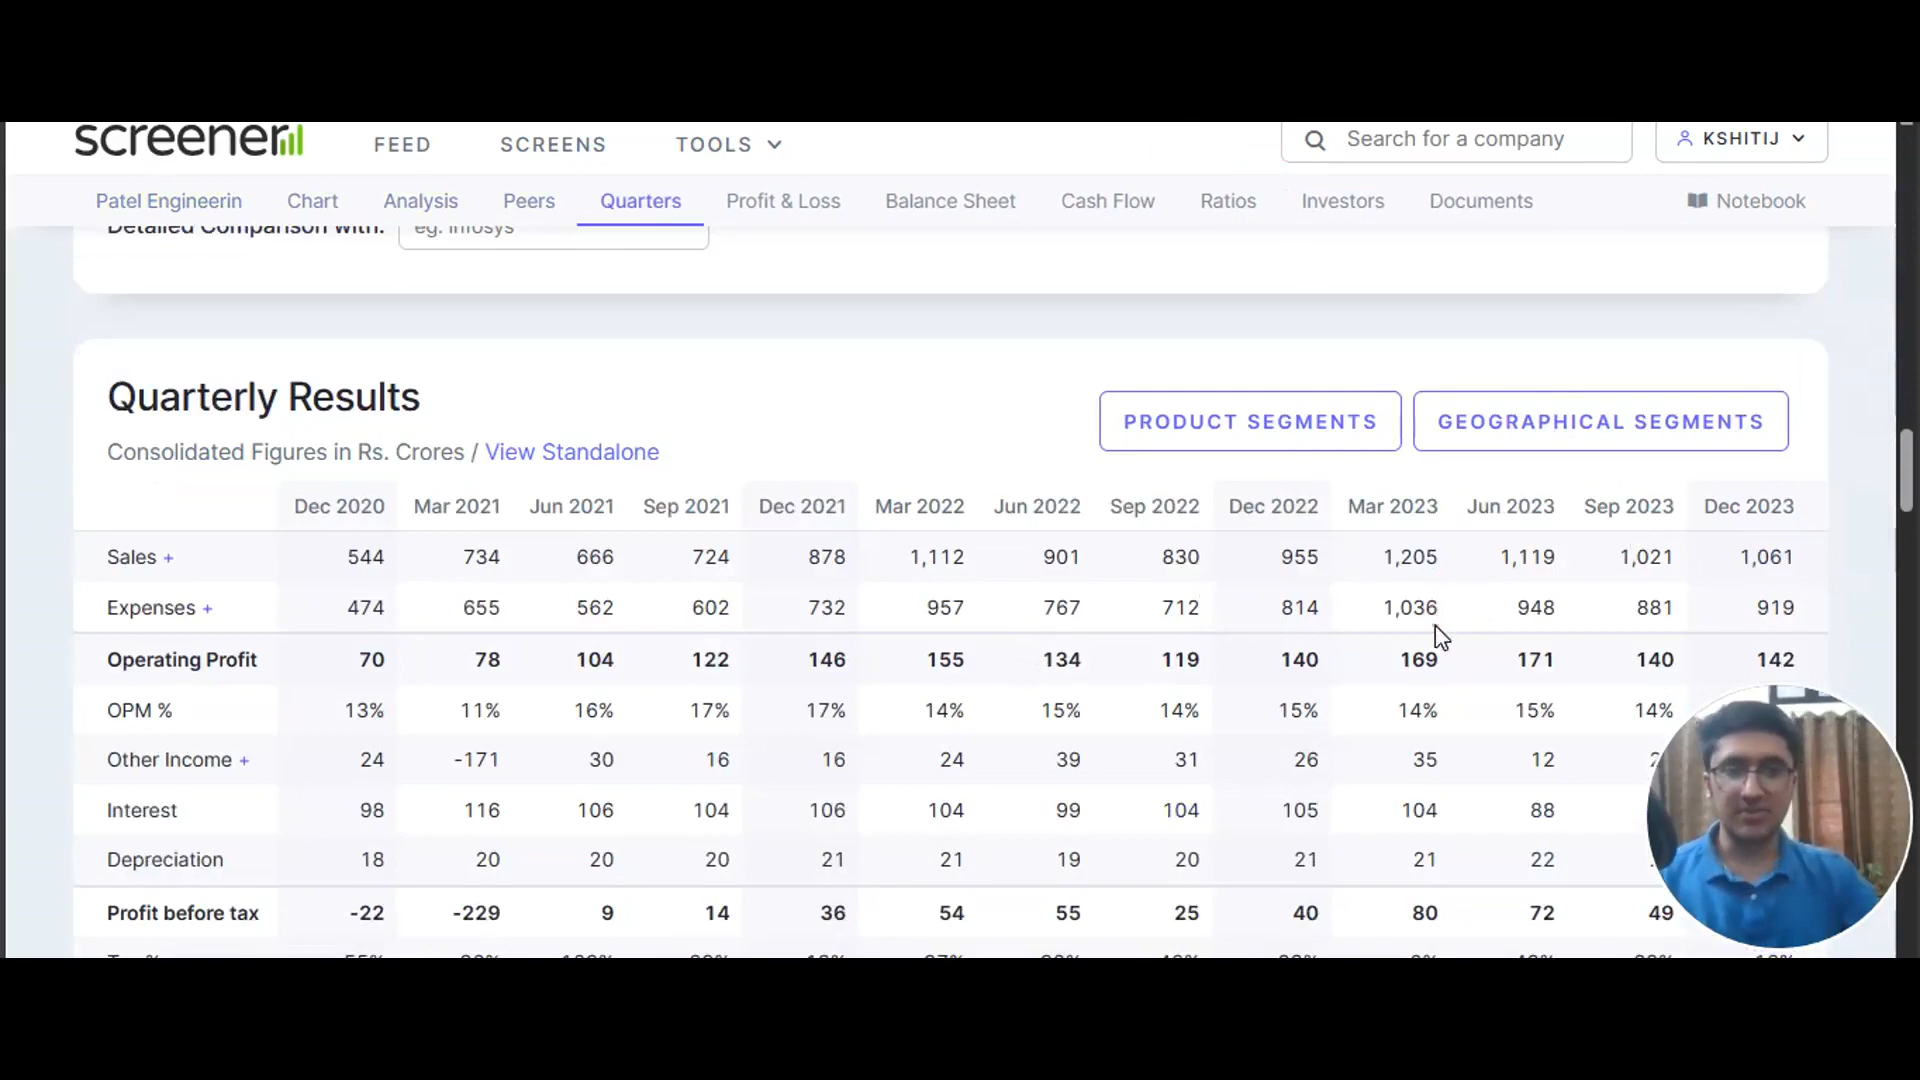 screener
FEED SCREENS TOOLS
Search for a company
KSHITIJ
Patel Engineerin Chart Analysis Peers Quarters Profit & Loss Balance Sheet Cash Flow Ratios Investors Documents Notebook
Detailed Comparison with: eg. Infosys
Quarterly Results
PRODUCT SEGMENTS GEOGRAPHICAL SEGMENTS
Consolidated Figures in Rs. Crores / View Standalone
Dec 2020 Mar 2021 Jun 2021 Sep 2021 Dec 2021 Mar 2022 Jun 2022 Sep 2022 Dec 2022 Mar 2023 Jun 2023 Sep 2023 Dec 2023
Sales + 544 734 666 724 878 1,112 901 830 955 1,205 1,119 1,021 1,061
Expenses + 474 655 562 602 732 957 767 712 814 1,036 948 881 919
Operating Profit 70 78 104 122 146 155 134 119 140 169 171 140 142
OPM % 13% 11% 16% 17% 17% 14% 15% 14% 15% 14% 15% 14%
Other Income + 24 -171 30 16 16 24 39 31 26 35 12
Interest 98 116 106 104 106 104 99 104 105 104 88
Depreciation 18 20 20 20 21 21 19 20 21 21 22
Profit before tax -22 -229 9 14 36 54 55 25 40 80 72 49